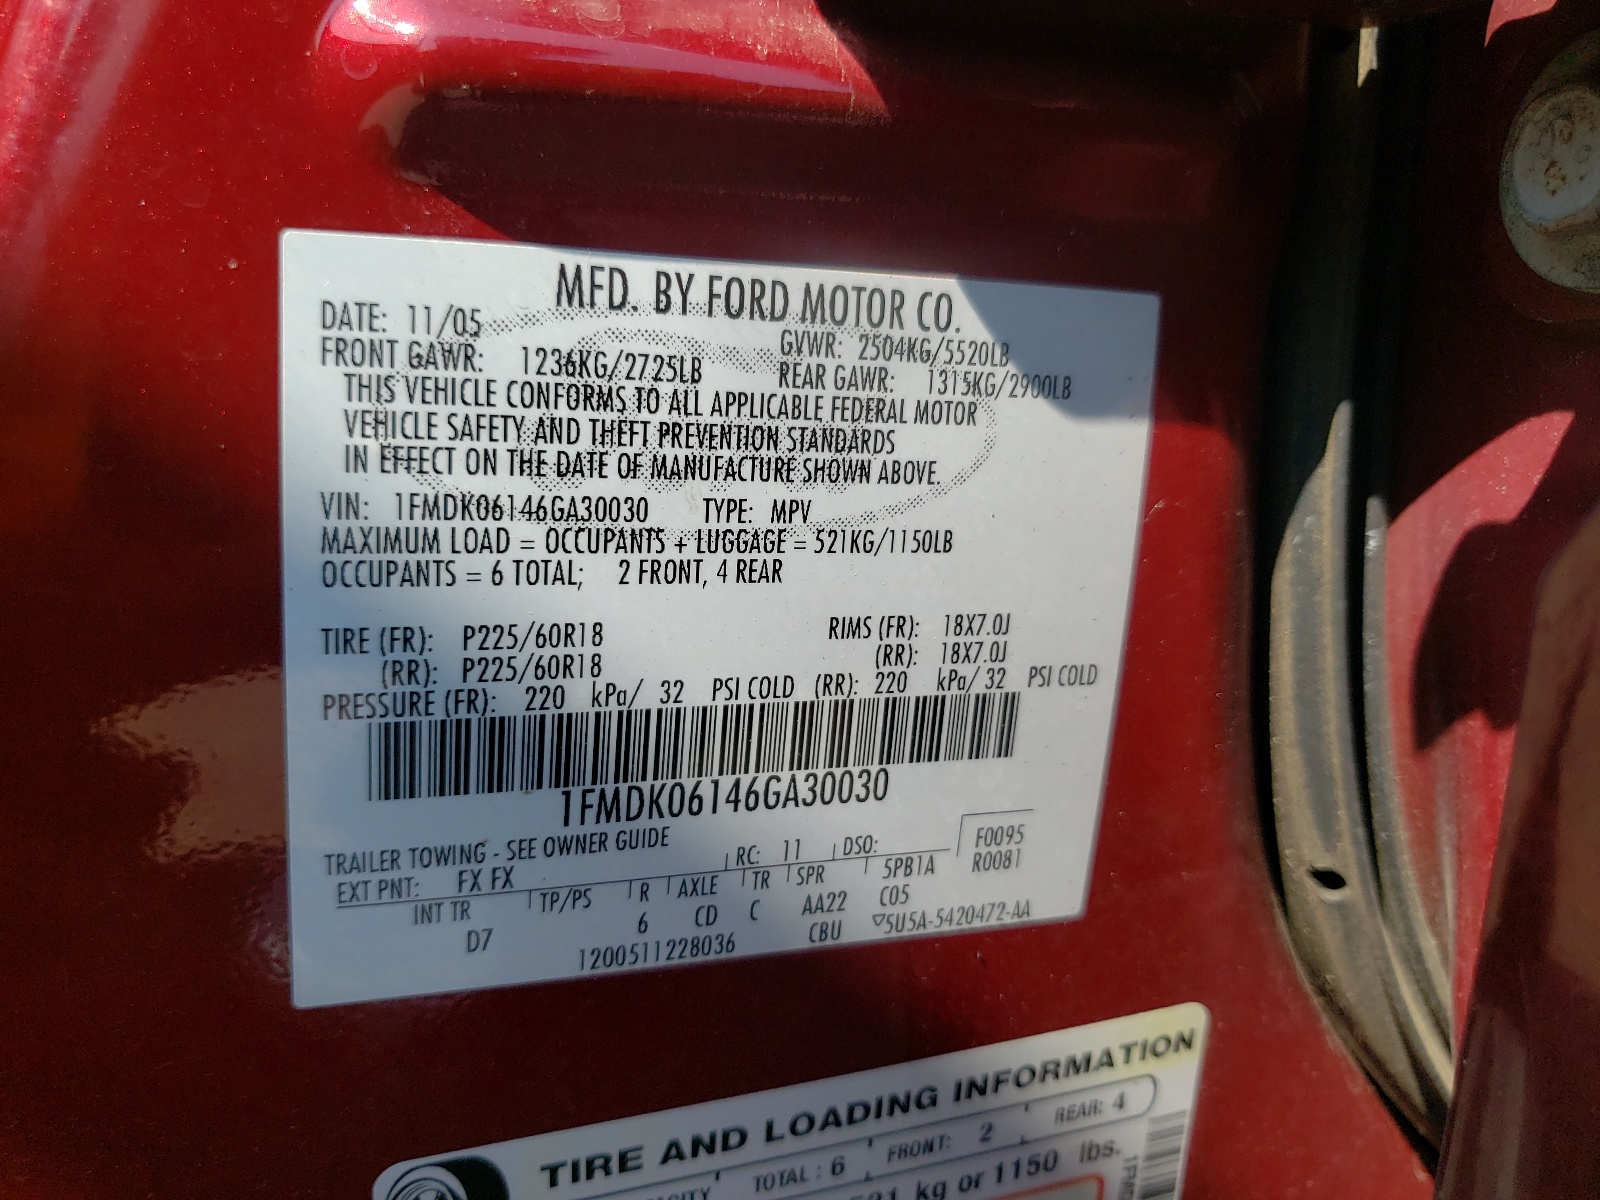 MFD. BY FORD MOTOR CO.
DATE: 11/05 GVWR: 2504KG/5520LB
FRONT GAWR: 1236KG/2725LB REAR GAWR: 1315KG/2900LB
THIS VEHICLE CONFORMS TO ALL APPLICABLE FEDERAL MOTOR
VEHICLE SAFETY AND THEFT PREVENTION STANDARDS
IN EFFECT ON THE DATE OF MANUFACTURE SHOWN ABOVE.
VIN: 1FMDK06146GA30030 TYPE: MPV
MAXIMUM LOAD = OCCUPANTS + LUGGAGE = 521KG/1150LB
OCCUPANTS = 6 TOTAL; 2 FRONT, 4 REAR
TIRE (FR): P225/60R18 RIMS (FR): 18X7.0J
(RR): P225/60R18 (RR): 18X7.0J
PRESSURE (FR): 220 kPa/ 32 PSI COLD (RR): 220 kPa/ 32 PSI COLD
1FMDK06146GA30030
TRAILER TOWING - SEE OWNER GUIDE F0095
EXT PNT: FX FX RC: 11 DSO: R0081
INT TR TP/PS R AXLE TR SPR 5PB1A
D7 6 CD C AA22 C05
1200511228036 CBU ▽5U5A-5420472-AA
TIRE AND LOADING INFORMATION
TOTAL : 6 FRONT: 2 REAR: 4
kg or 1150 lbs.